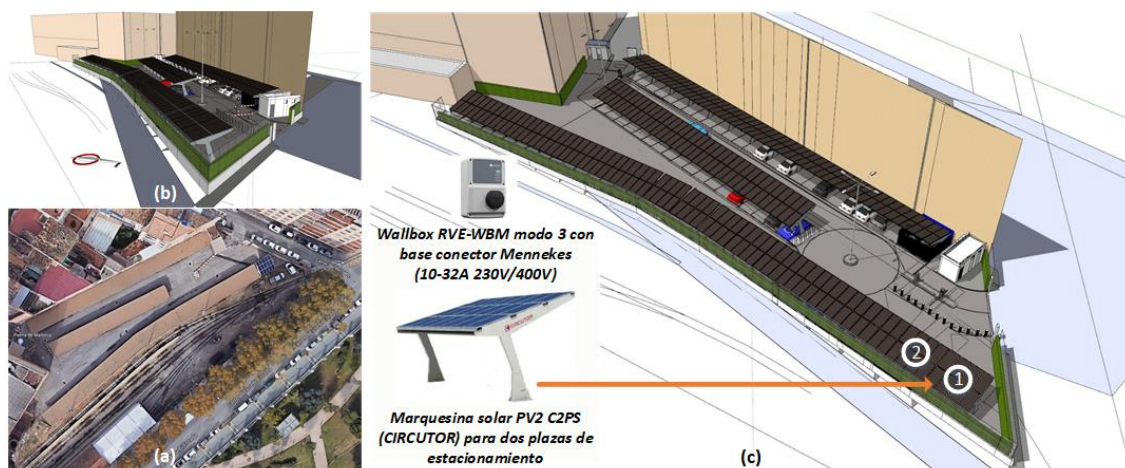 (b)
(a)
Wallbox RVE-WBM modo 3 con
base conector Mennekes
(10-32A 230V/400V)
CIRCUTOR
Marquesina solar PV2 C2PS
(CIRCUTOR) para dos plazas de
estacionamiento
2
1
(c)